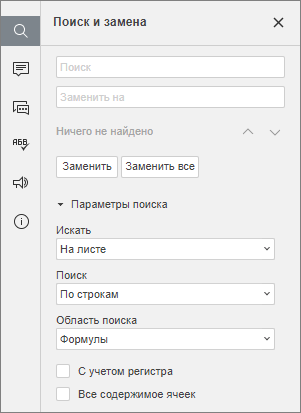 Поиск и замена
Поиск
Заменить на
Ничего не найдено
Заменить Заменить все
Параметры поиска
Искать
На листе
Поиск
По строкам
Область поиска
Формулы
С учетом регистра
Все содержимое ячеек
АБВ